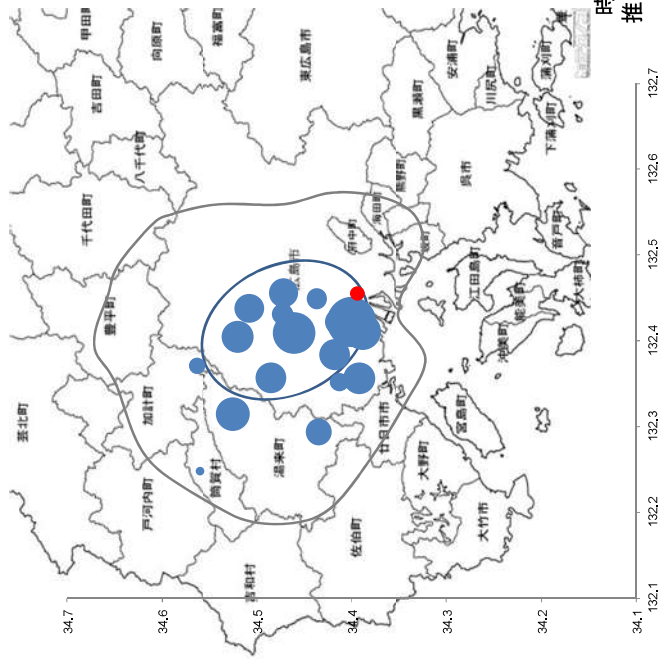 芸北町
戸河内町
加計町
豊平町
千代田町
八千代町
吉田町
向原町
福富町
東広島市
吉和村
筒賀村
湯来町
広島市
佐伯町
廿日市市
府中町
海田町
坂町
熊野町
黒瀬町
安浦町
川尻町
呉市
大野町
宮島町
大竹市
江田島町
沖美町
能美町
大柿町
音戸町
下蒲刈町
蒲刈町
34.7
34.6
34.5
34.4
34.3
34.2
34.1
132.1
132.2
132.3
132.4
132.5
132.6
132.7
推